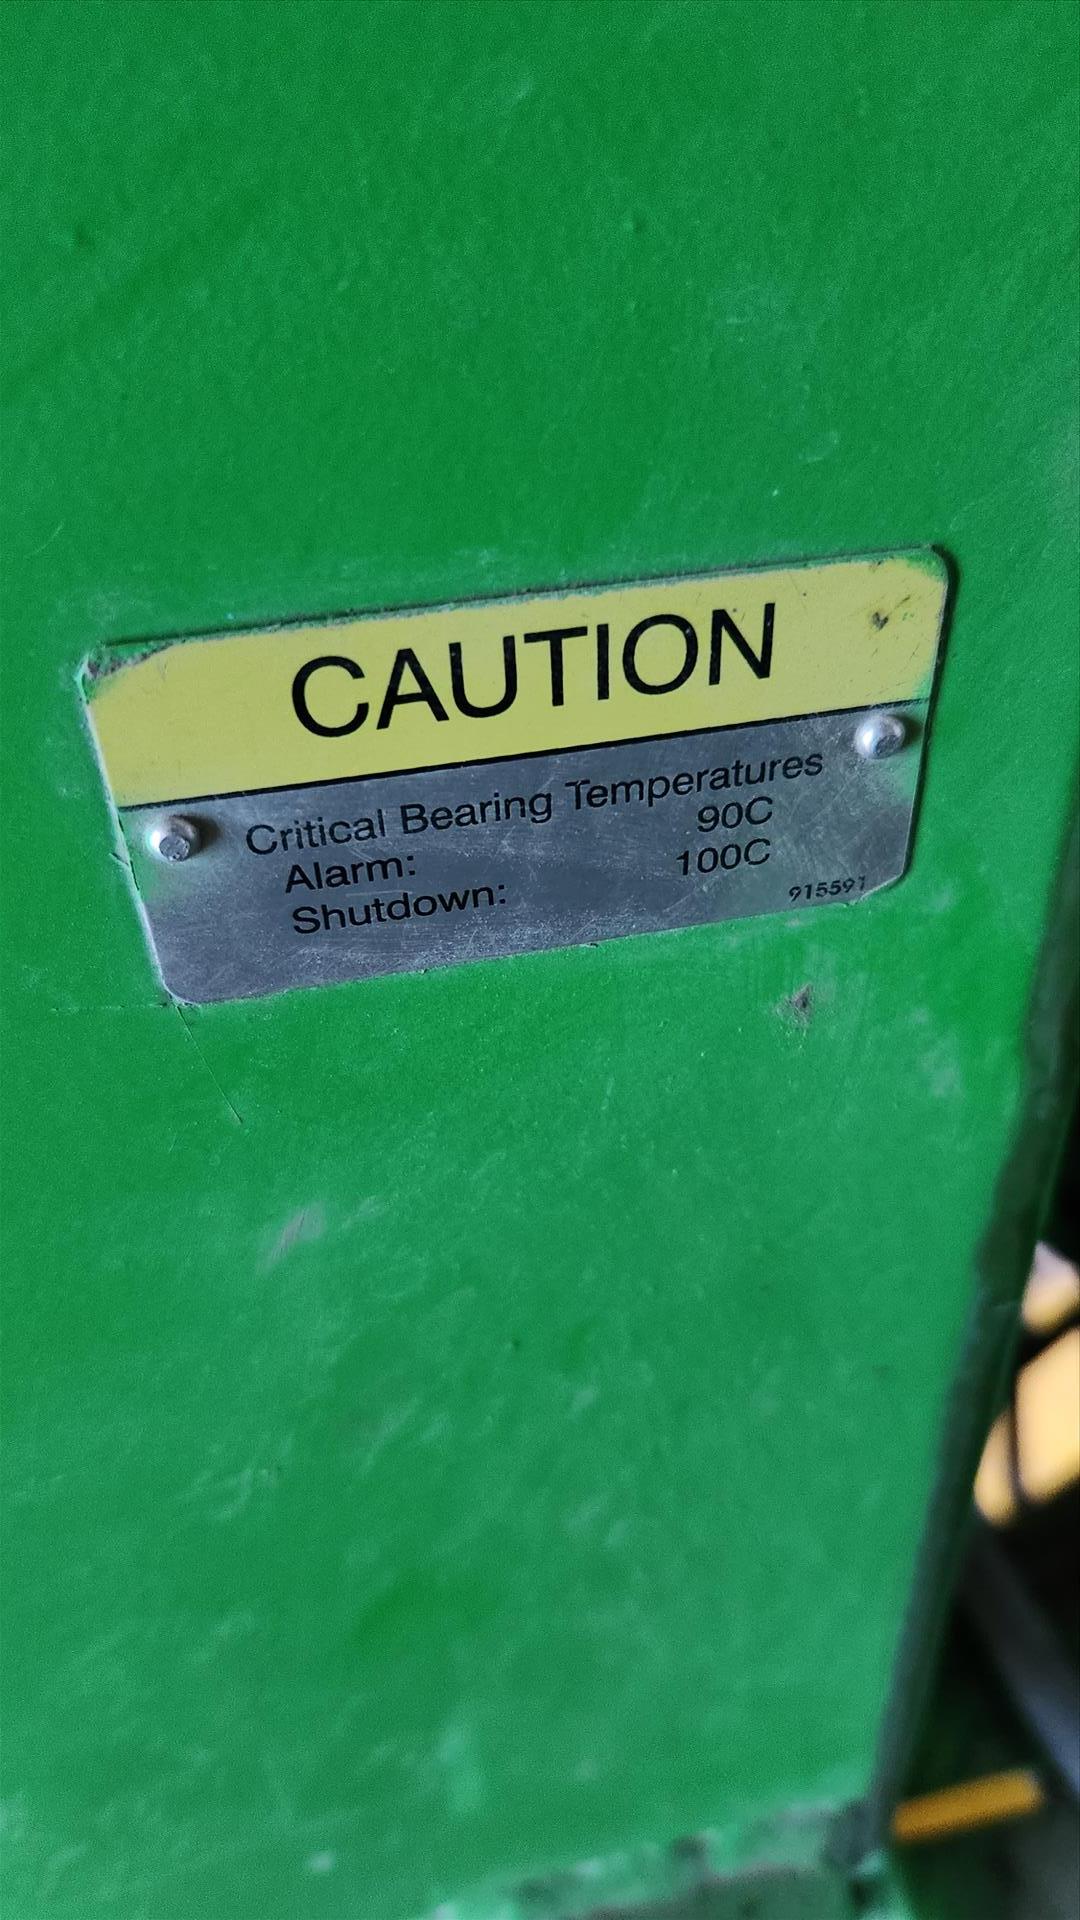 CAUTION
Critical Bearing Temperatures
Alarm: 90C
Shutdown: 100C
915591